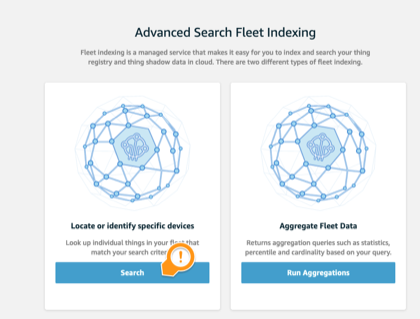 Advanced Search Fleet Indexing
Fleet Indexing is a managed service that makes it easy for you to index and search your thing
registry and thing shadow data in cloud. There are two different types of fleet indexing.
Locate or identify specific devices
Look up individual things in your that
match your search
!
Search
Aggregate Fleet Data
Returns aggregation queries such as statistics,
percentile and cardinality based on your query.
Run Aggregations